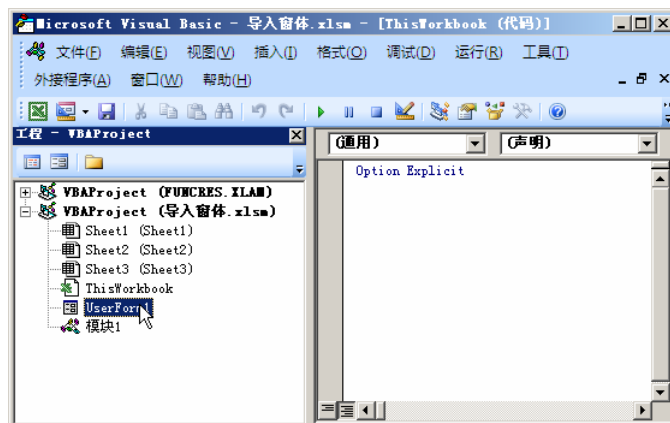 Microsoft Visual Basic - 导入窗体.xlsm - [ThisWorkbook (代码)]
文件(F) 编辑(E) 视图(V) 插入(I) 格式(O) 调试(D) 运行(R) 工具(T)
外接程序(A) 窗口(W) 帮助(H)
工程 - VBAProject
(通用) (声明)
Option Explicit
VBAProject (FUNCRES.XLAM)
VBAProject (导入窗体.xlsm)
Sheet1 (Sheet1)
Sheet2 (Sheet2)
Sheet3 (Sheet3)
ThisWorkbook
UserForm1
模块1